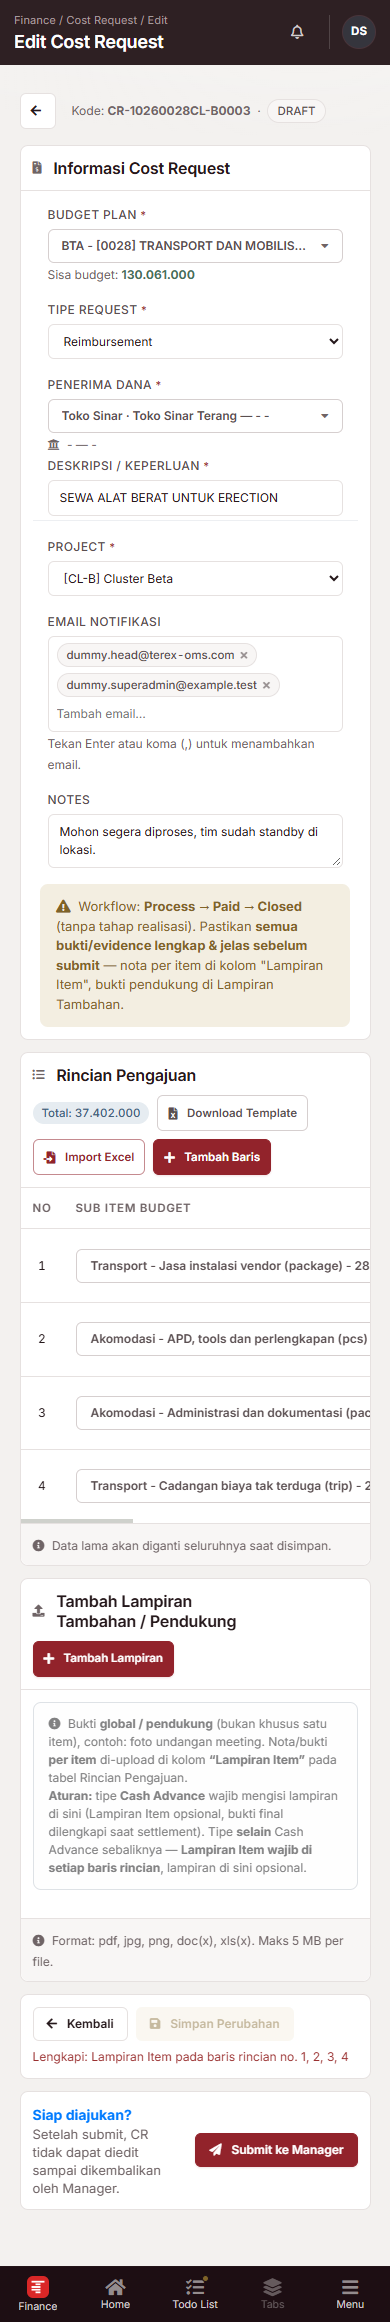 Finance / Cost Request / Edit
Edit Cost Request
DS
Kode: CR-10260028CL-B0003 · DRAFT
Informasi Cost Request
BUDGET PLAN *
BTA - [0028] TRANSPORT DAN MOBILIS...
Sisa budget: 130.061.000
TIPE REQUEST *
Reimbursement
PENERIMA DANA *
Toko Sinar · Toko Sinar Terang — - -
- — -
DESKRIPSI / KEPERLUAN *
SEWA ALAT BERAT UNTUK ERECTION
PROJECT *
[CL-B] Cluster Beta
EMAIL NOTIFIKASI
dummy.head@terex-oms.com ×
dummy.superadmin@example.test ×
Tambah email...
Tekan Enter atau koma (,) untuk menambahkan
email.
NOTES
Mohon segera diproses, tim sudah standby di
lokasi.
Workflow: Process → Paid → Closed
(tanpa tahap realisasi). Pastikan semua
bukti/evidence lengkap & jelas sebelum
submit — nota per item di kolom "Lampiran
Item", bukti pendukung di Lampiran
Tambahan.
Rincian Pengajuan
Total: 37.402.000
Download Template
Import Excel
Tambah Baris
NO SUB ITEM BUDGET
1 Transport - Jasa instalasi vendor (package) - 28
2 Akomodasi - APD, tools dan perlengkapan (pcs)
3 Akomodasi - Administrasi dan dokumentasi (pac
4 Transport - Cadangan biaya tak terduga (trip) - 2
Data lama akan diganti seluruhnya saat disimpan.
Tambah Lampiran
Tambahan / Pendukung
Tambah Lampiran
Bukti global / pendukung (bukan khusus satu
item), contoh: foto undangan meeting. Nota/bukti
per item di-upload di kolom “Lampiran Item” pada
tabel Rincian Pengajuan.
Aturan: tipe Cash Advance wajib mengisi lampiran
di sini (Lampiran Item opsional, bukti final
dilengkapi saat settlement). Tipe selain Cash
Advance sebaliknya — Lampiran Item wajib di
setiap baris rincian, lampiran di sini opsional.
Format: pdf, jpg, png, doc(x), xls(x). Maks 5 MB per
file.
Kembali
Simpan Perubahan
Lengkapi: Lampiran Item pada baris rincian no. 1, 2, 3, 4
Siap diajukan?
Setelah submit, CR
tidak dapat diedit
sampai dikembalikan
oleh Manager.
Submit ke Manager
Finance
Home
Todo List
Tabs
Menu